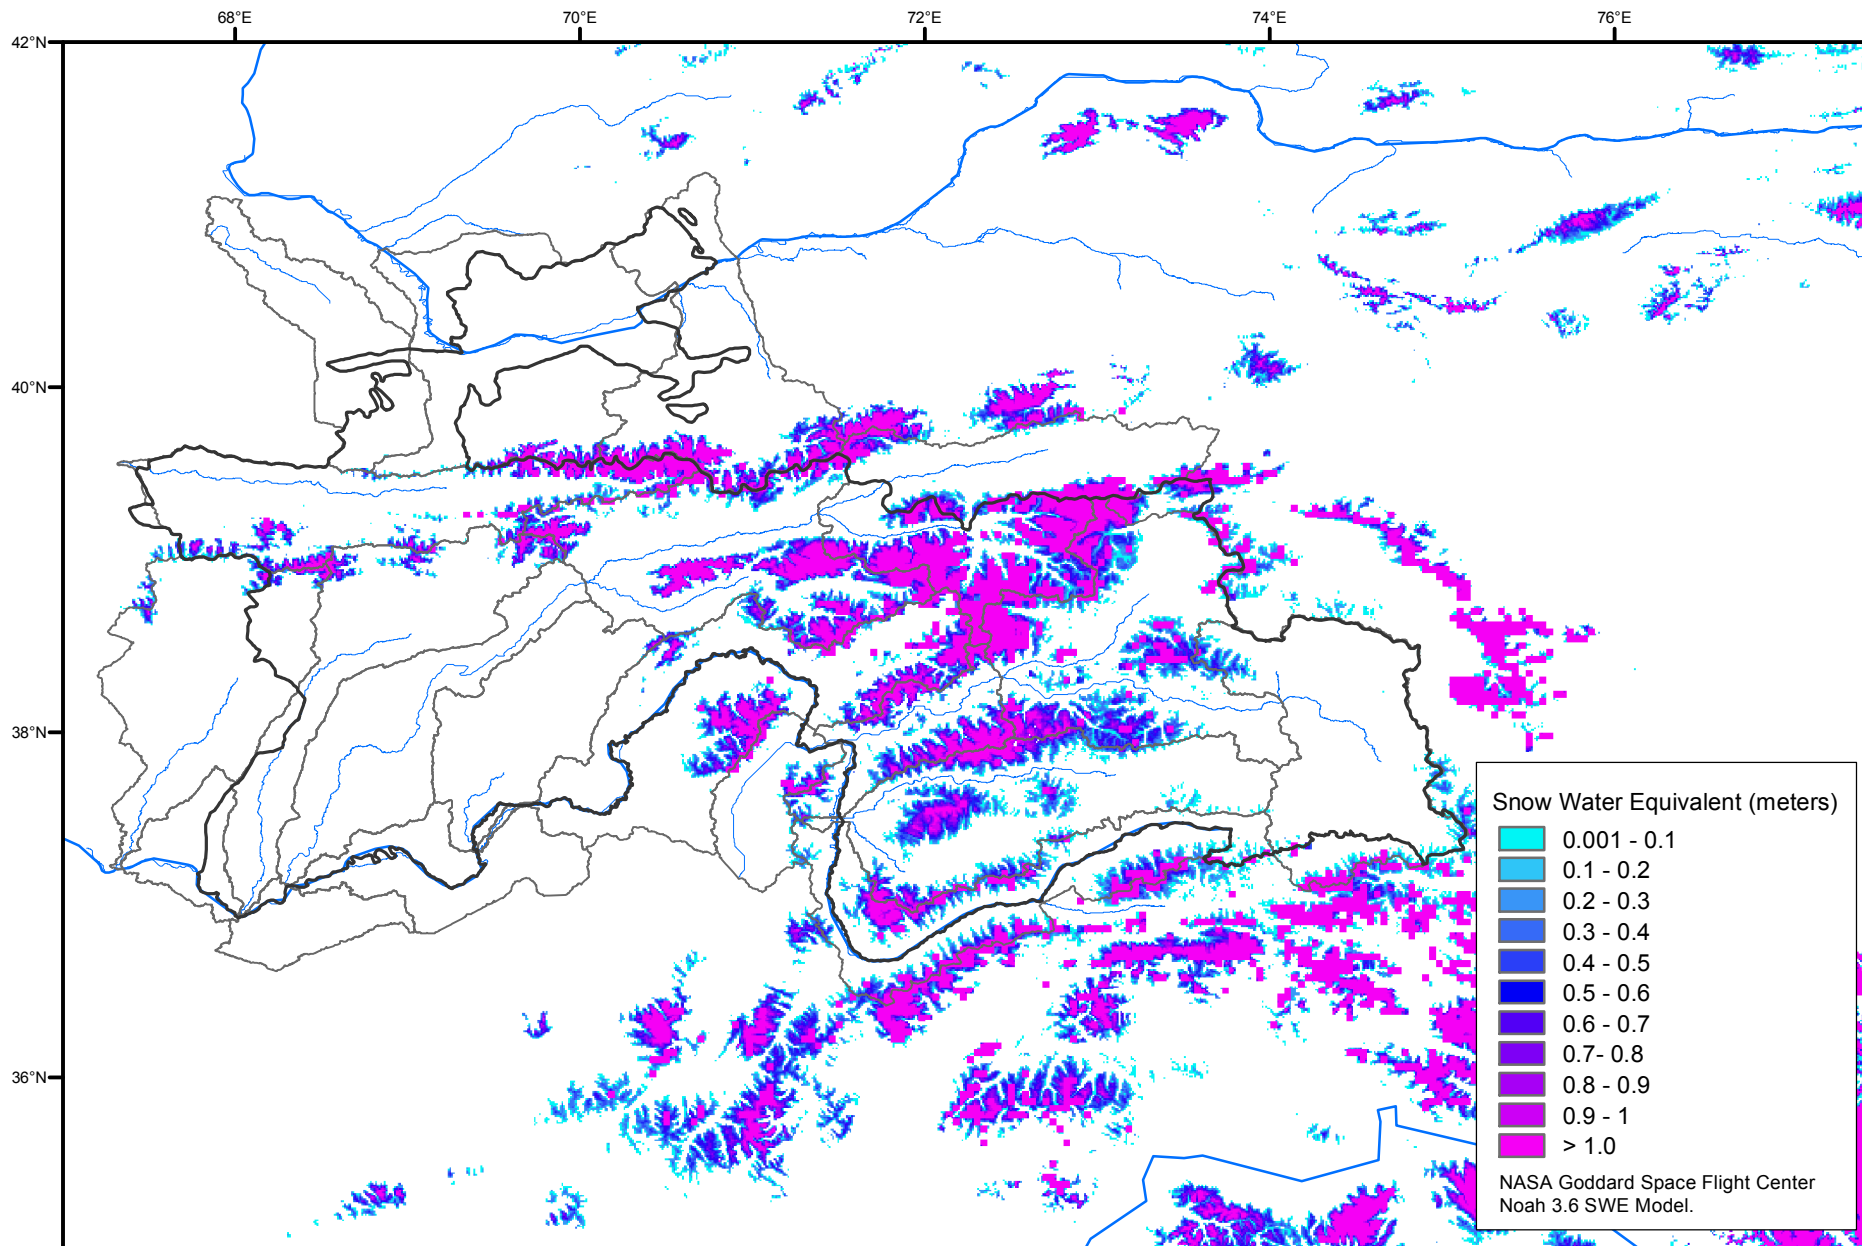 68°E
70°E
72°E
74°E
76°E
42°N
40°N
38°N
36°N
Snow Water Equivalent (meters)
0.001 - 0.1
0.1 - 0.2
0.2 - 0.3
0.3 - 0.4
0.4 - 0.5
0.5 - 0.6
0.6 - 0.7
0.7- 0.8
0.8 - 0.9
0.9 - 1
> 1.0
NASA Goddard Space Flight Center
Noah 3.6 SWE Model.